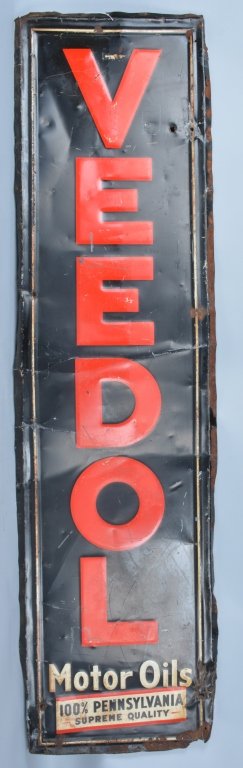 VEEDOL
Motor Oils
100% PENNSYLVANIA
SUPREME QUALITY